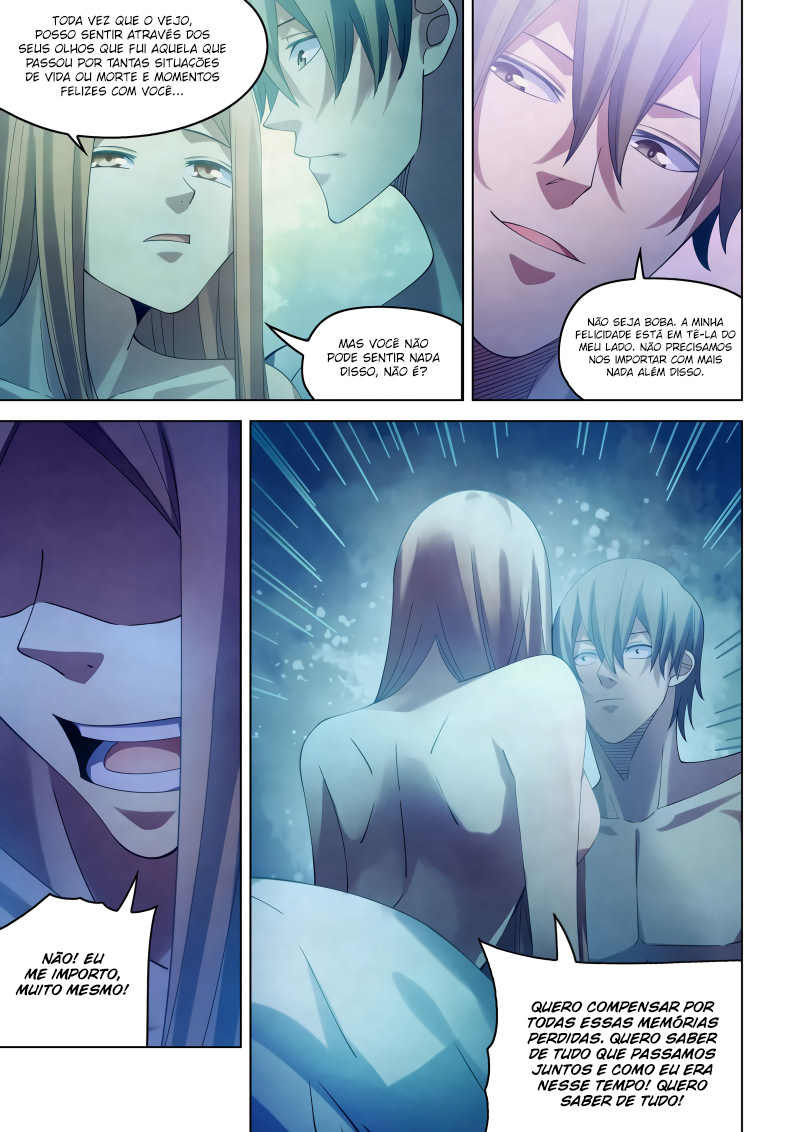 TODA VEZ QUE O VEJO,
POSSO SENTIR ATRAVÉS DOS
SEUS OLHOS QUE FUI AQUELA QUE
PASSOU POR TANTAS SITUAÇÕES
DE VIDA OU MORTE E MOMENTOS
FELIZES COM VOCÊ...
MAS VOCÊ NÃO
PODE SENTIR NADA
DISSO, NÃO É?
NÃO SEJA BOBA. A MINHA
FELICIDADE ESTÁ EM TÊ-LA DO
MEU LADO. NÃO PRECISAMOS
NOS IMPORTAR COM MAIS
NADA ALÉM DISSO.
NÃO! EU
ME IMPORTO,
MUITO MESMO!
QUERO COMPENSAR POR
TODAS ESSAS MEMÓRIAS
PERDIDAS. QUERO SABER
DE TUDO QUE PASSAMOS
JUNTOS E COMO EU ERA
NESSE TEMPO! QUERO
SABER DE TUDO!